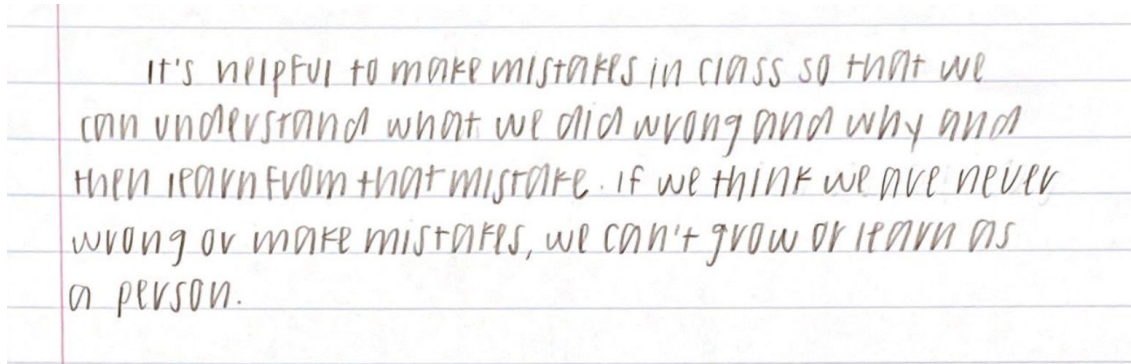 It's helpful to make mistakes in class so that we
can understand what we did wrong and why and
then learn from that mistake. If we think we are never
wrong or make mistakes, we can't grow or learn as
a person.